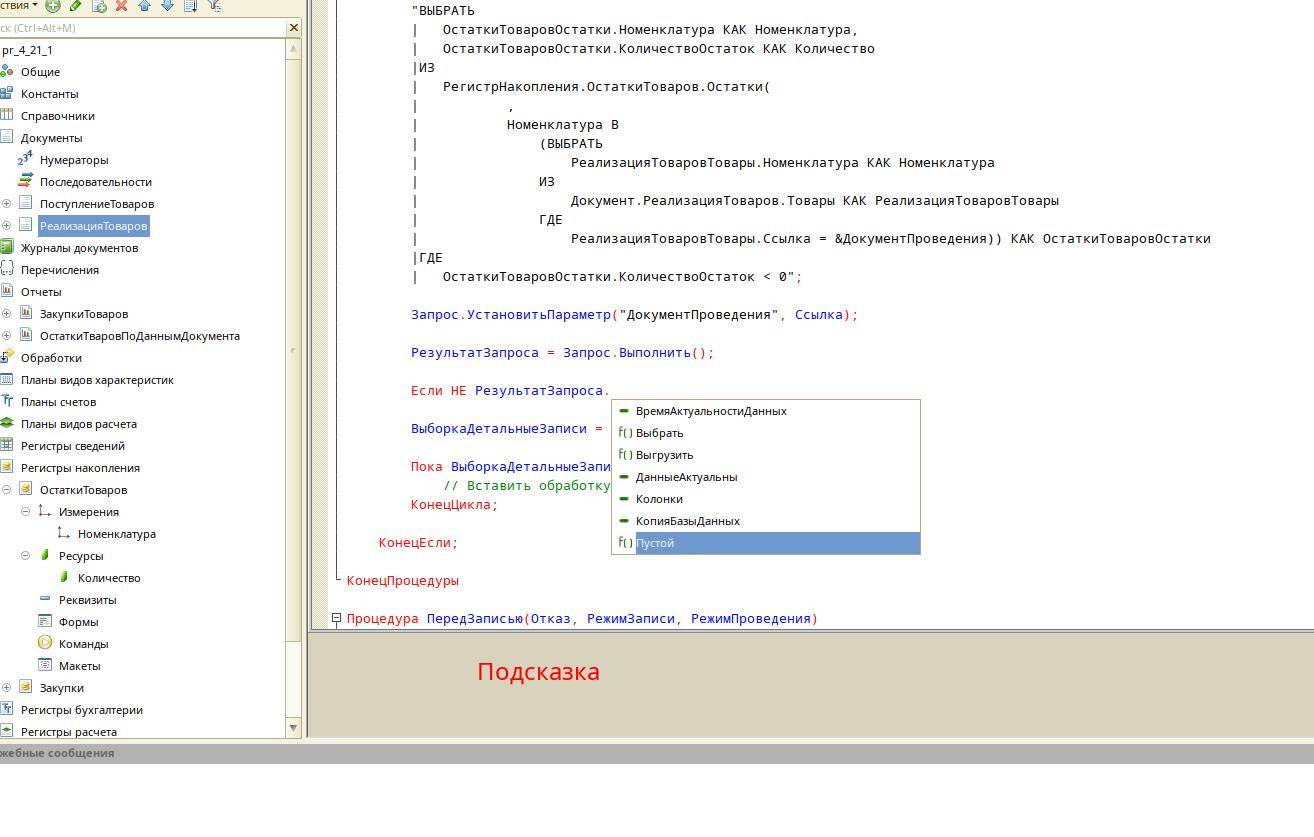 ствия
ск (Ctrl+Alt+M)
pr_4_21_1
Общие
Константы
Справочники
Документы
Нумераторы
Последовательности
ПоступлениеТоваров
РеализацияТоваров
Журналы документов
Перечисления
Отчеты
ЗакупкиТоваров
ОстаткиТваровПоДаннымДокумента
Обработки
Планы видов характеристик
Планы счетов
Планы видов расчета
Регистры сведений
Регистры накопления
ОстаткиТоваров
Измерения
Номенклатура
Ресурсы
Количество
Реквизиты
Формы
Команды
Макеты
Закупки
Регистры бухгалтерии
Регистры расчета
"ВЫБРАТЬ
|   ОстаткиТоваровОстатки.Номенклатура КАК Номенклатура,
|   ОстаткиТоваровОстатки.КоличествоОстаток КАК Количество
|ИЗ
|   РегистрНакопления.ОстаткиТоваров.Остатки(
|           ,
|           Номенклатура В
|               (ВЫБРАТЬ
|                   РеализацияТоваровТовары.Номенклатура КАК Номенклатура
|               ИЗ
|                   Документ.РеализацияТоваров.Товары КАК РеализацияТоваровТовары
|               ГДЕ
|                   РеализацияТоваровТовары.Ссылка = &ДокументПроведения)) КАК ОстаткиТоваровОстатки
|ГДЕ
|   ОстаткиТоваровОстатки.КоличествоОстаток < 0";
Запрос.УстановитьПараметр("ДокументПроведения", Ссылка);
РезультатЗапроса = Запрос.Выполнить();
Если НЕ РезультатЗапроса.
ВыборкаДетальныеЗаписи =
Пока ВыборкаДетальныеЗапи
// Вставить обработку
КонецЦикла;
КонецЕсли;
КонецПроцедуры
Процедура ПередЗаписью(Отказ, РежимЗаписи, РежимПроведения)
ВремяАктуальностиДанных
Выбрать
Выгрузить
ДанныеАктуальны
Колонки
КопияБазыДанных
Пустой
Подсказка
жебные сообщения